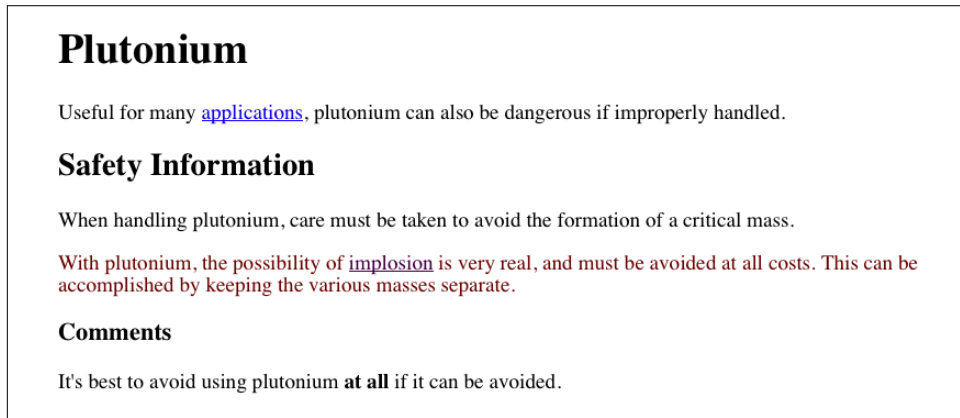 Plutonium
Useful for many applications, plutonium can also be dangerous if improperly handled.
Safety Information
When handling plutonium, care must be taken to avoid the formation of a critical mass.
With plutonium, the possibility of implosion is very real, and must be avoided at all costs. This can be
accomplished by keeping the various masses separate.
Comments
It's best to avoid using plutonium at all if it can be avoided.